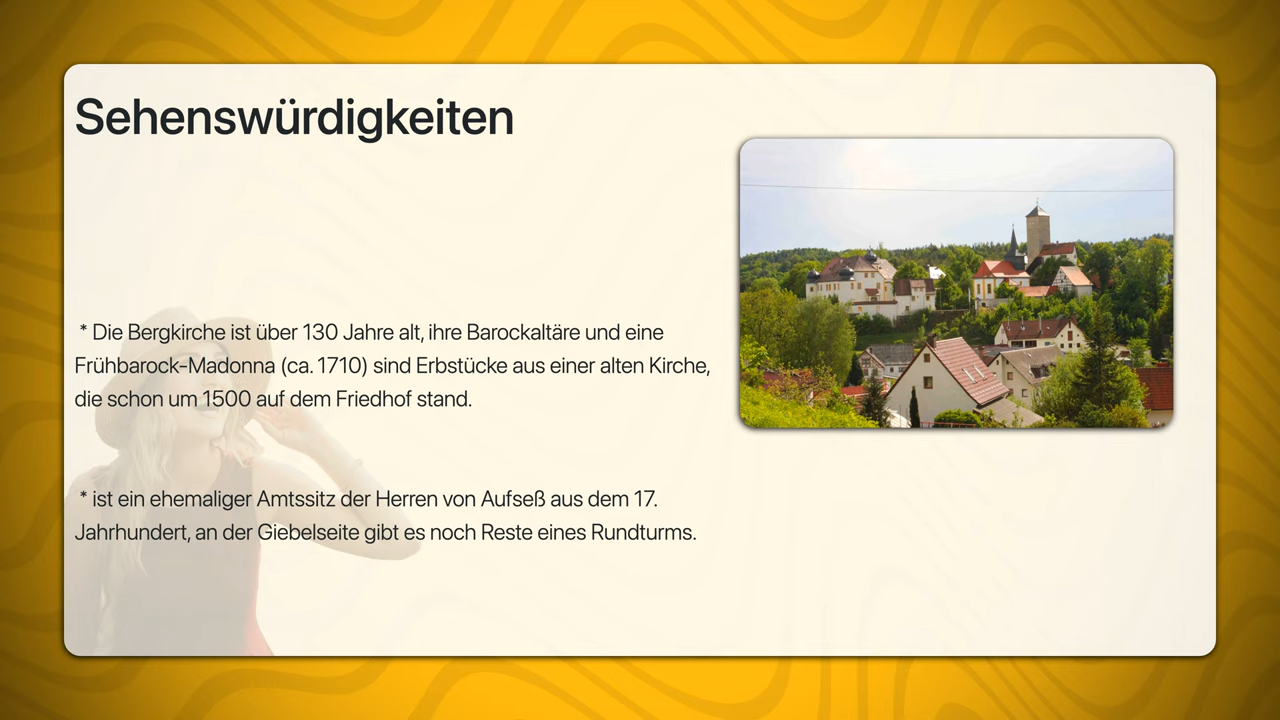 Sehenswürdigkeiten
* Die Bergkirche ist über 130 Jahre alt, ihre Barockaltäre und eine
Frühbarock-Madonna (ca. 1710) sind Erbstücke aus einer alten Kirche,
die schon um 1500 auf dem Friedhof stand.
* ist ein ehemaliger Amtssitz der Herren von Aufseß aus dem 17.
Jahrhundert, an der Giebelseite gibt es noch Reste eines Rundturms.